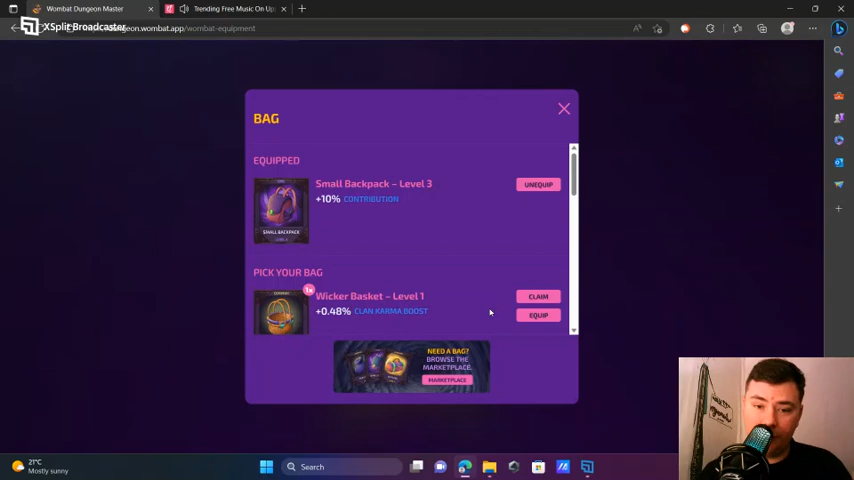 Wombat Dungeon Master
Trending Free Music On Up
XSplit Broadcaster
dungeon.wombat.app/wombat-equipment
BAG
EQUIPPED
Small Backpack – Level 3
UNEQUIP
+10% CONTRIBUTION
SMALL BACKPACK
PICK YOUR BAG
1x
Wicker Basket – Level 1
CLAIM
+0.48% CLAN KARMA BOOST
EQUIP
NEED A BAG?
BROWSE THE
MARKETPLACE.
MARKETPLACE
21°C
Mostly sunny
Search